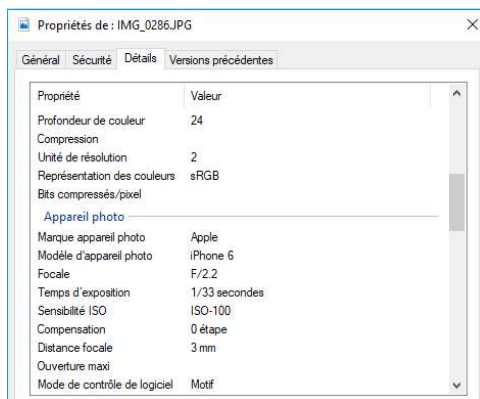 Propriétés de : IMG_0286.JPG
Général Sécurité Détails Versions précédentes
Propriété Valeur
Profondeur de couleur 24
Compression
Unité de résolution 2
Représentation des couleurs sRGB
Bits compressés/pixel
Appareil photo
Marque appareil photo Apple
Modèle d'appareil photo iPhone 6
Focale F/2.2
Temps d'exposition 1/33 secondes
Sensibilité ISO ISO-100
Compensation 0 étape
Distance focale 3 mm
Ouverture maxi
Mode de contrôle de logiciel Motif